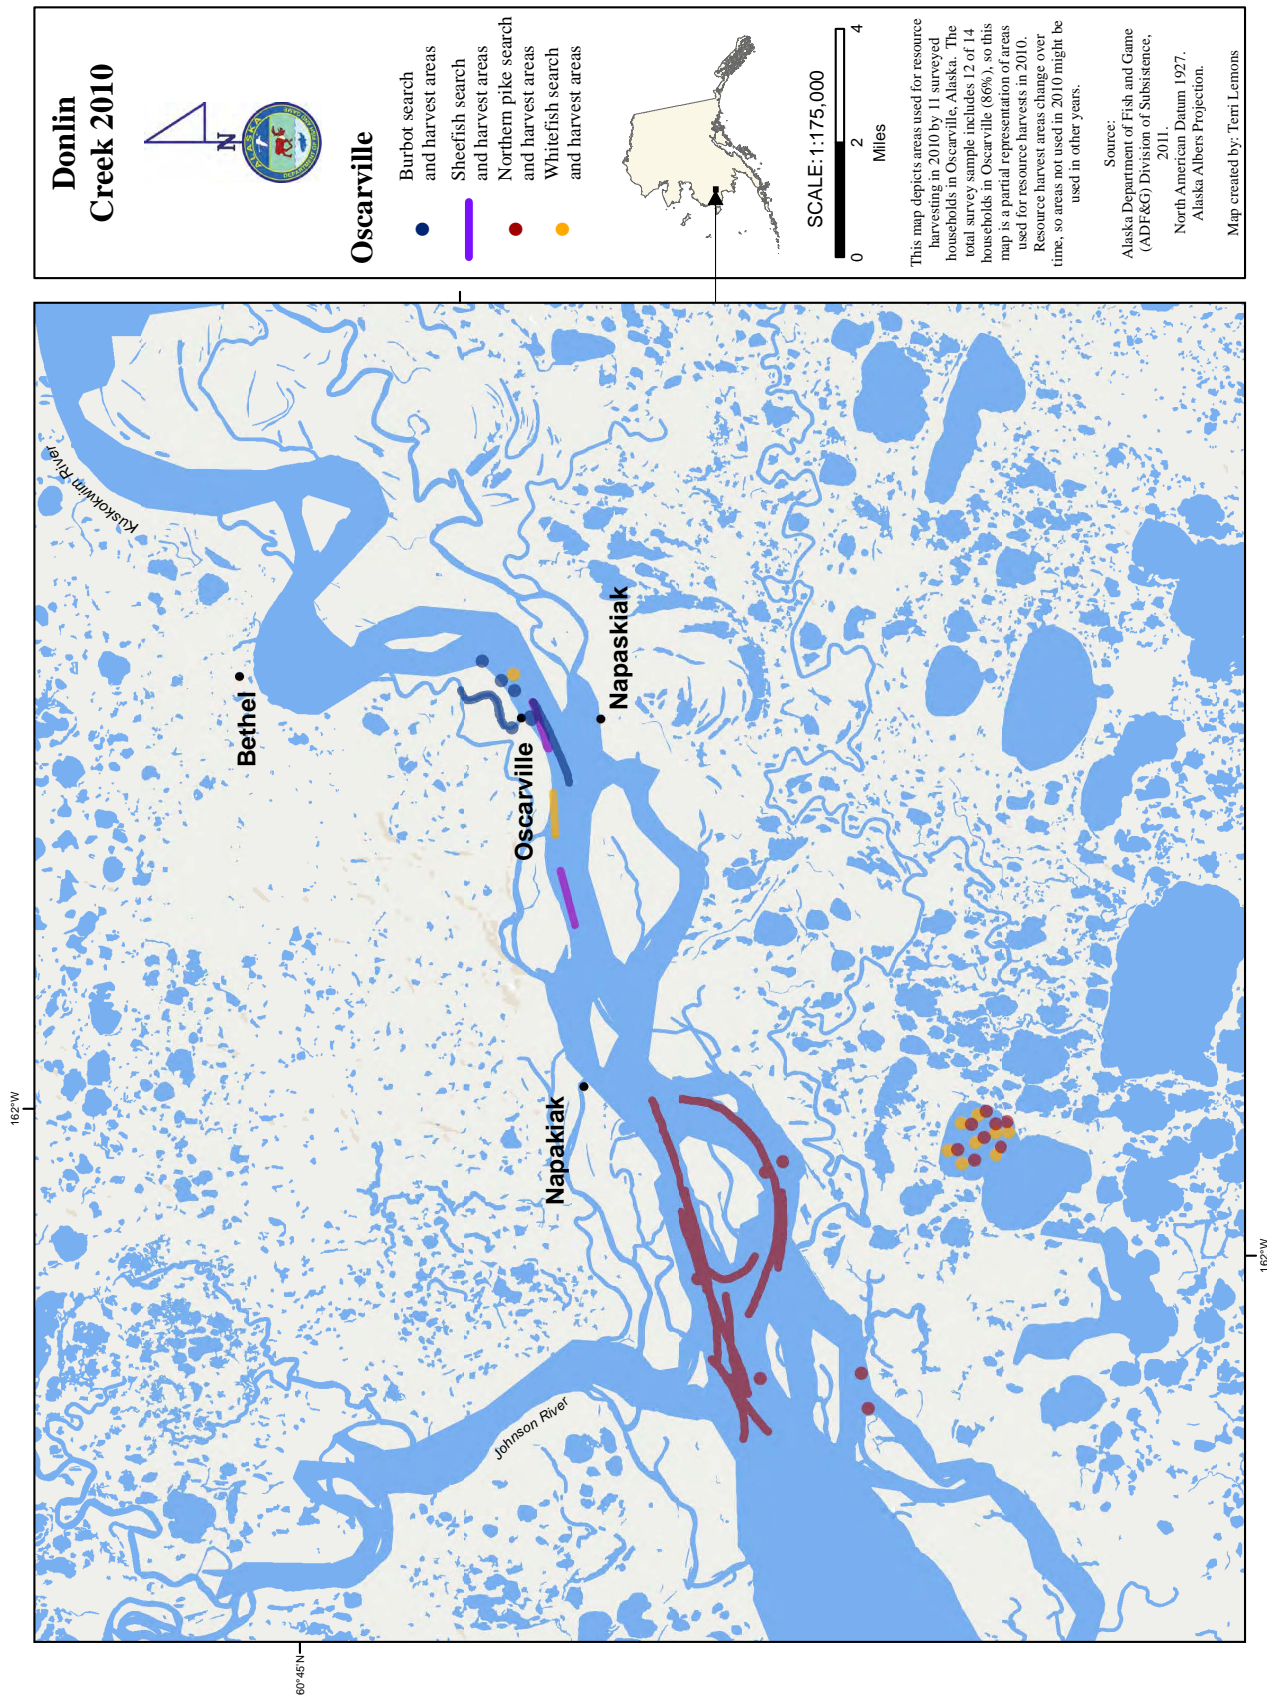 Donlin
Creek 2010
N
Oscarville
Burbot search
and harvest areas
Sheefish search
and harvest areas
Northern pike search
and harvest areas
Whitefish search
and harvest areas
SCALE: 1:175,000
0 2 4
Miles
This map depicts areas used for resource
harvesting in 2010 by 11 surveyed
households in Oscarville, Alaska. The
total survey sample includes 12 of 14
households in Oscarville (86%), so this
map is a partial representation of areas
used for resource harvests in 2010.
Resource harvest areas change over
time, so areas not used in 2010 might be
used in other years.
Source:
Alaska Department of Fish and Game
(ADF&G) Division of Subsistence,
2011.
North American Datum 1927.
Alaska Albers Projection.
Map created by: Terri Lemons
Kuskokwim River
Bethel
Oscarville
Napaskiak
Napakiak
Johnson River
162°W
162°W
60°45'N